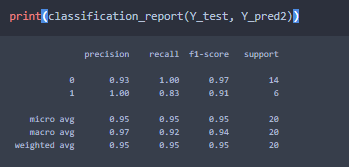 print(classification_report(Y_test, Y_pred2))
precision recall f1-score support
0 0.93 1.00 0.97 14
1 1.00 0.83 0.91 6
micro avg 0.95 0.95 0.95 20
macro avg 0.97 0.92 0.94 20
weighted avg 0.95 0.95 0.95 20